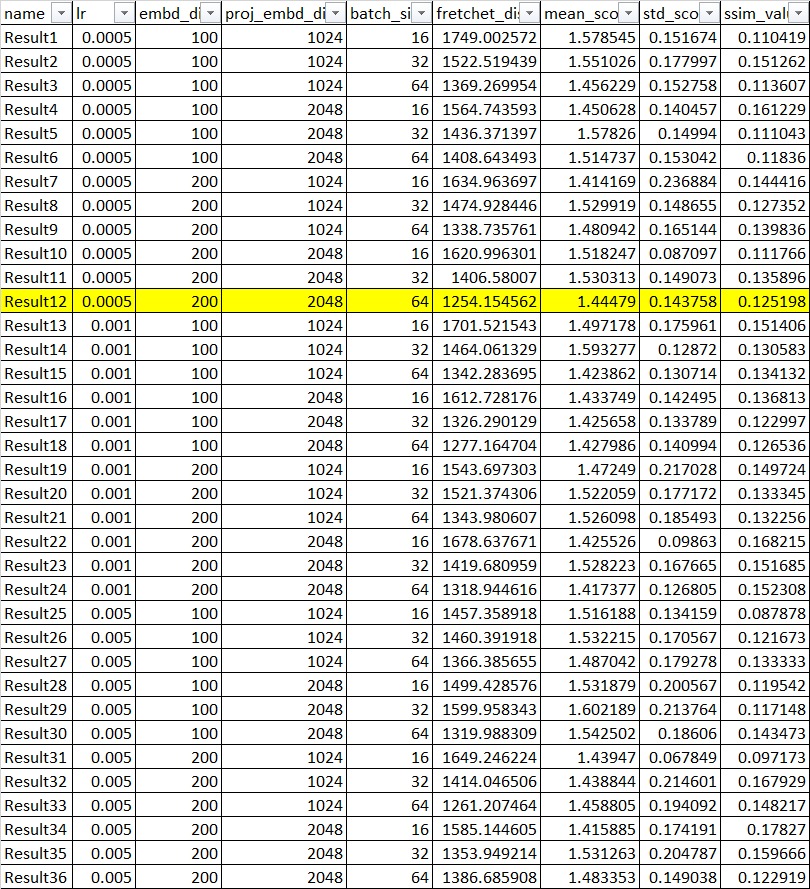 name lr embd_di proj_embd_di batch_si fretchet_dis mean_sco std_sco ssim_valu
Result1 0.0005 100 1024 16 1749.002572 1.578545 0.151674 0.110419
Result2 0.0005 100 1024 32 1522.519439 1.551026 0.177997 0.151262
Result3 0.0005 100 1024 64 1369.269954 1.456229 0.152758 0.113607
Result4 0.0005 100 2048 16 1564.743593 1.450628 0.140457 0.161229
Result5 0.0005 100 2048 32 1436.371397 1.57826 0.14994 0.111043
Result6 0.0005 100 2048 64 1408.643493 1.514737 0.153042 0.11836
Result7 0.0005 200 1024 16 1634.963697 1.414169 0.236884 0.144416
Result8 0.0005 200 1024 32 1474.928446 1.529919 0.148655 0.127352
Result9 0.0005 200 1024 64 1338.735761 1.480942 0.165144 0.139836
Result10 0.0005 200 2048 16 1620.996301 1.518247 0.087097 0.111766
Result11 0.0005 200 2048 32 1406.58007 1.530313 0.149073 0.135896
Result12 0.0005 200 2048 64 1254.154562 1.44479 0.143758 0.125198
Result13 0.001 100 1024 16 1701.521543 1.497178 0.175961 0.151406
Result14 0.001 100 1024 32 1464.061329 1.593277 0.12872 0.130583
Result15 0.001 100 1024 64 1342.283695 1.423862 0.130714 0.134132
Result16 0.001 100 2048 16 1612.728176 1.433749 0.142495 0.136813
Result17 0.001 100 2048 32 1326.290129 1.425658 0.133789 0.122997
Result18 0.001 100 2048 64 1277.164704 1.427986 0.140994 0.126536
Result19 0.001 200 1024 16 1543.697303 1.47249 0.217028 0.149724
Result20 0.001 200 1024 32 1521.374306 1.522059 0.177172 0.133345
Result21 0.001 200 1024 64 1343.980607 1.526098 0.185493 0.132256
Result22 0.001 200 2048 16 1678.637671 1.425526 0.09863 0.168215
Result23 0.001 200 2048 32 1419.680959 1.528223 0.167665 0.151685
Result24 0.001 200 2048 64 1318.944616 1.417377 0.126805 0.152308
Result25 0.005 100 1024 16 1457.358918 1.516188 0.134159 0.087878
Result26 0.005 100 1024 32 1460.391918 1.532215 0.170567 0.121673
Result27 0.005 100 1024 64 1366.385655 1.487042 0.179278 0.133333
Result28 0.005 100 2048 16 1499.428576 1.531879 0.200567 0.119542
Result29 0.005 100 2048 32 1599.958343 1.602189 0.213764 0.117148
Result30 0.005 100 2048 64 1319.988309 1.542502 0.18606 0.143473
Result31 0.005 200 1024 16 1649.246224 1.43947 0.067849 0.097173
Result32 0.005 200 1024 32 1414.046506 1.438844 0.214601 0.167929
Result33 0.005 200 1024 64 1261.207464 1.458805 0.194092 0.148217
Result34 0.005 200 2048 16 1585.144605 1.415885 0.174191 0.17827
Result35 0.005 200 2048 32 1353.949214 1.531263 0.204787 0.159666
Result36 0.005 200 2048 64 1386.685908 1.483353 0.149038 0.122919